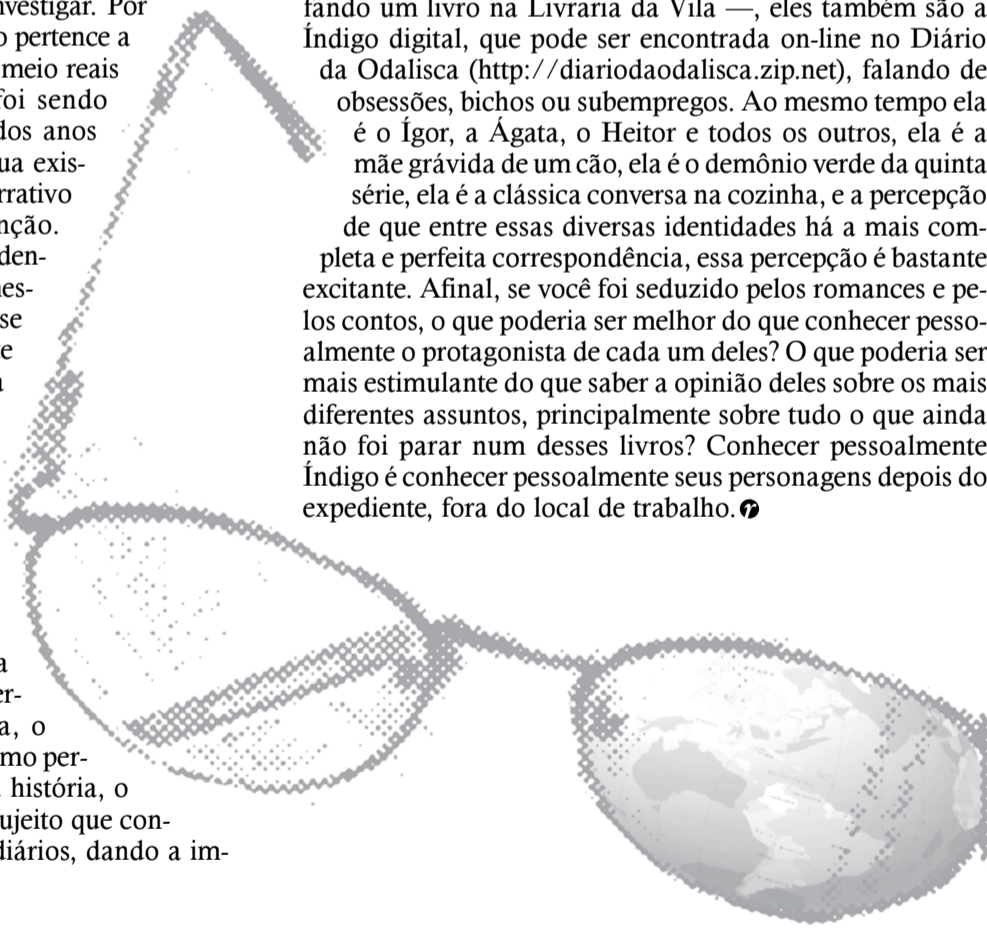 nvestigar. Por
o pertence a
meio reais
foi sendo
dos anos
ua exis-
rrativo
nção.
den-
es-
se
e
a
er-
a, o
mo per-
história, o
ujeito que con-
diários, dando a im-
fando um livro na Livraria da Vila —, eles também são a
Índigo digital, que pode ser encontrada on-line no Diário
da Odalisca (http://diariodaodalisca.zip.net), falando de
obsessões, bichos ou subempregos. Ao mesmo tempo ela
é o Ígor, a Ágata, o Heitor e todos os outros, ela é a
mãe grávida de um cão, ela é o demônio verde da quinta
série, ela é a clássica conversa na cozinha, e a percepção
de que entre essas diversas identidades há a mais com-
pleta e perfeita correspondência, essa percepção é bastante
excitante. Afinal, se você foi seduzido pelos romances e pe-
los contos, o que poderia ser melhor do que conhecer pesso-
almente o protagonista de cada um deles? O que poderia ser
mais estimulante do que saber a opinião deles sobre os mais
diferentes assuntos, principalmente sobre tudo o que ainda
não foi parar num desses livros? Conhecer pessoalmente
Índigo é conhecer pessoalmente seus personagens depois do
expediente, fora do local de trabalho.